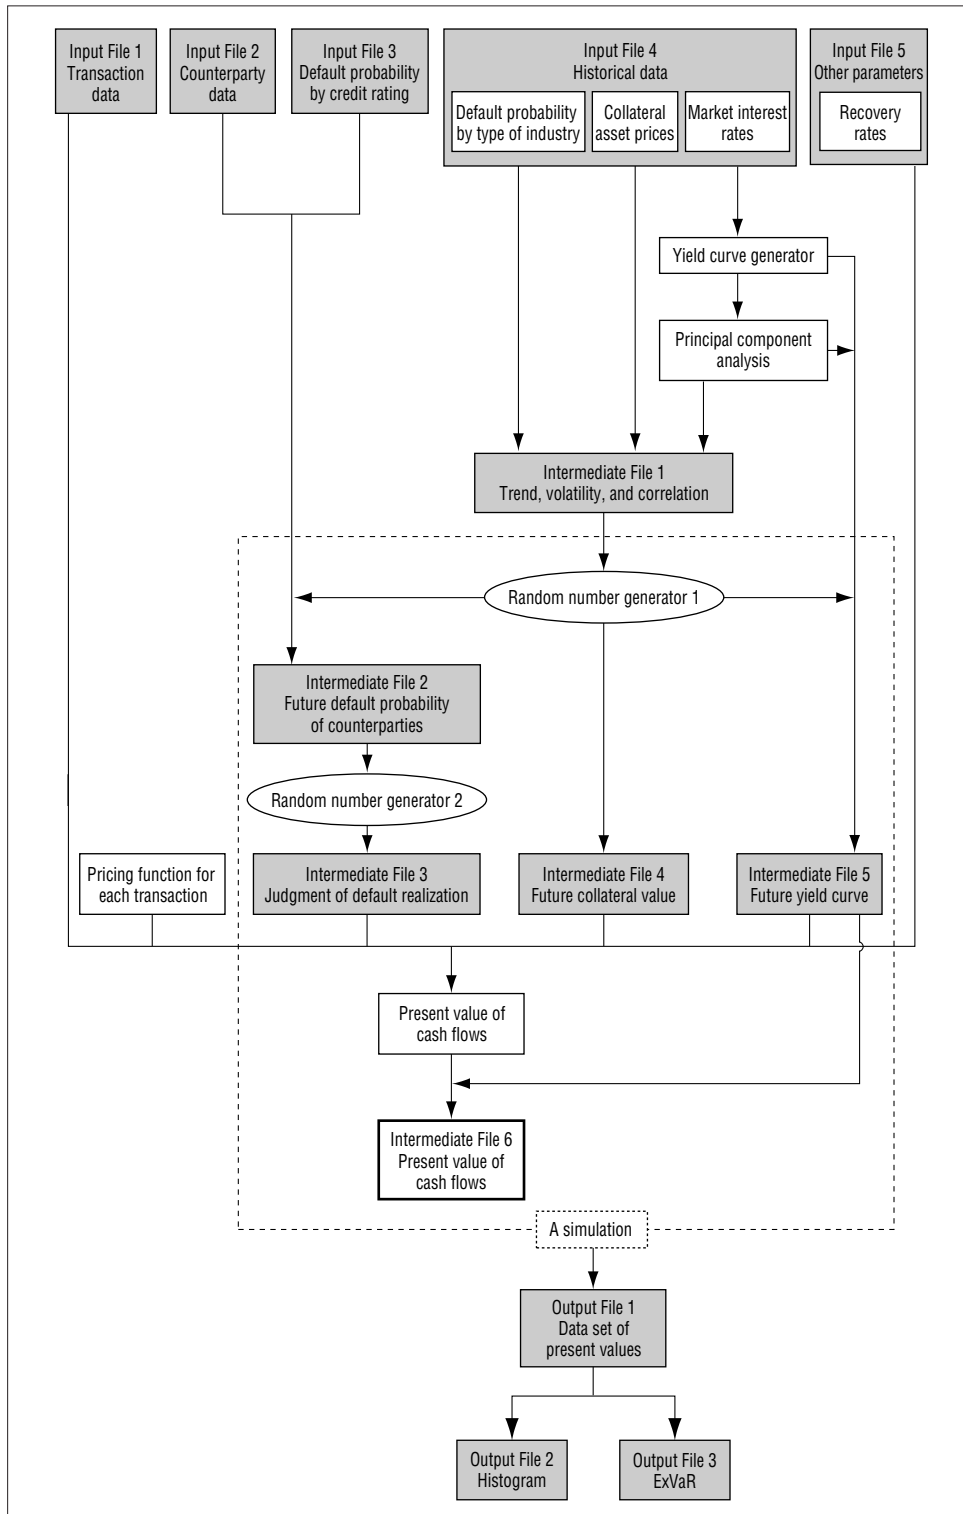 Input File 1
Transaction
data
Input File 2
Counterparty
data
Input File 3
Default probability
by credit rating
Input File 4
Historical data
Default probability
by type of industry
Collateral
asset prices
Market interest
rates
Input File 5
Other parameters
Recovery
rates
Yield curve generator
Principal component
analysis
Intermediate File 1
Trend, volatility, and correlation
Random number generator 1
Intermediate File 2
Future default probability
of counterparties
Random number generator 2
Pricing function for
each transaction
Intermediate File 3
Judgment of default realization
Intermediate File 4
Future collateral value
Intermediate File 5
Future yield curve
Present value of
cash flows
Intermediate File 6
Present value of
cash flows
A simulation
Output File 1
Data set of
present values
Output File 2
Histogram
Output File 3
ExVaR